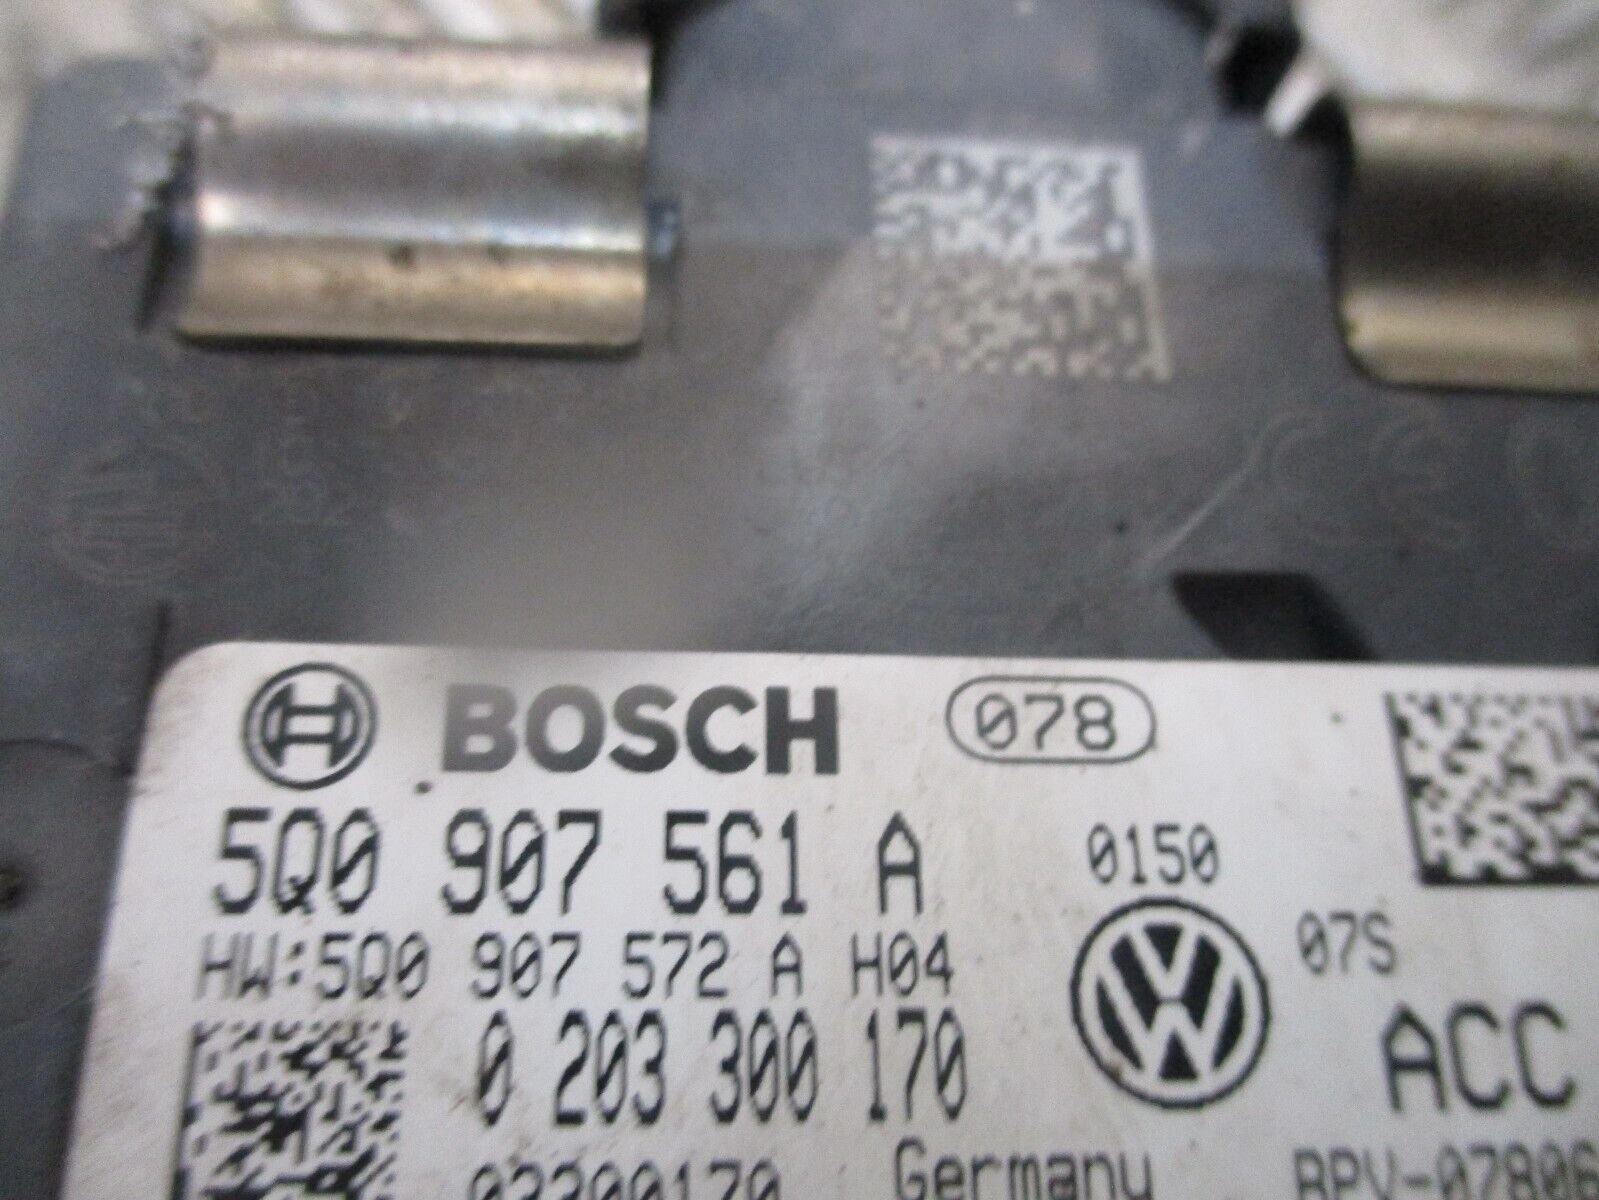 BOSCH 078
5Q0 907 561 A 0150
HW:5Q0 907 572 A H04 07S
0 203 300 170 ACC
Germany